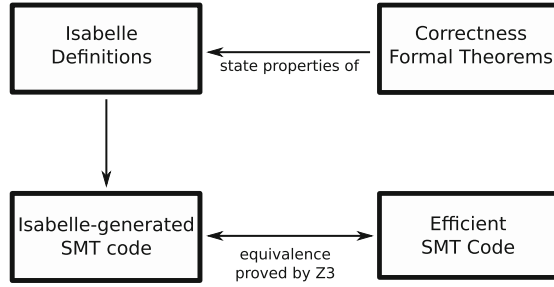 Isabelle
Definitions
Correctness
Formal Theorems
state properties of
Isabelle-generated
SMT code
Efficient
SMT Code
equivalence
proved by Z3